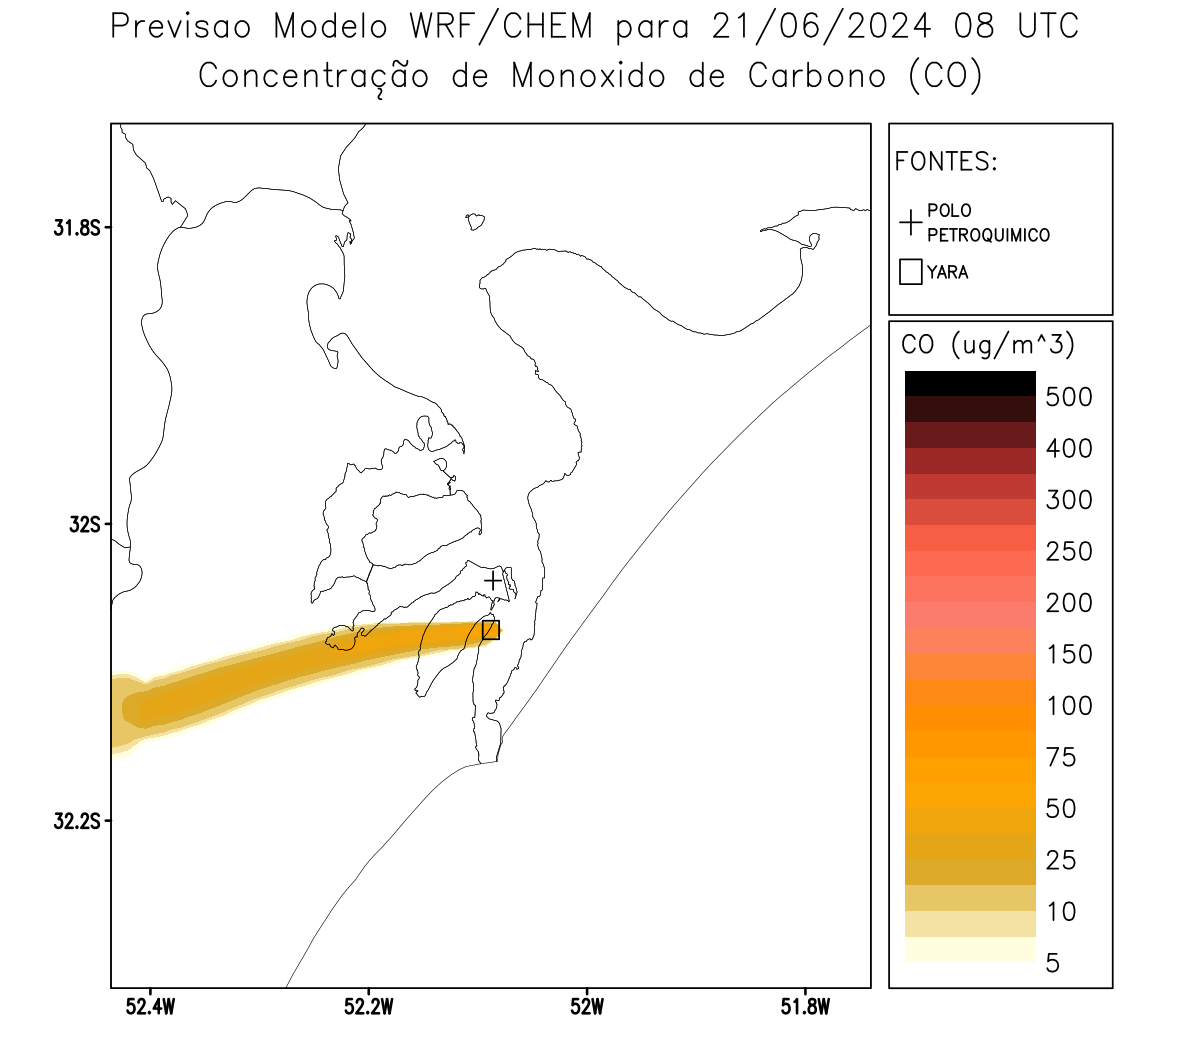 Previsao Modelo WRF/CHEM para 21/06/2024 08 UTC
Concentração de Monoxido de Carbono (CO)
FONTES:
POLO
PETROQUIMICO
YARA
CO (ug/m^3)
500
400
300
250
200
150
100
75
50
25
10
5
31.8S
32S
32.2S
52.4W
52.2W
52W
51.8W